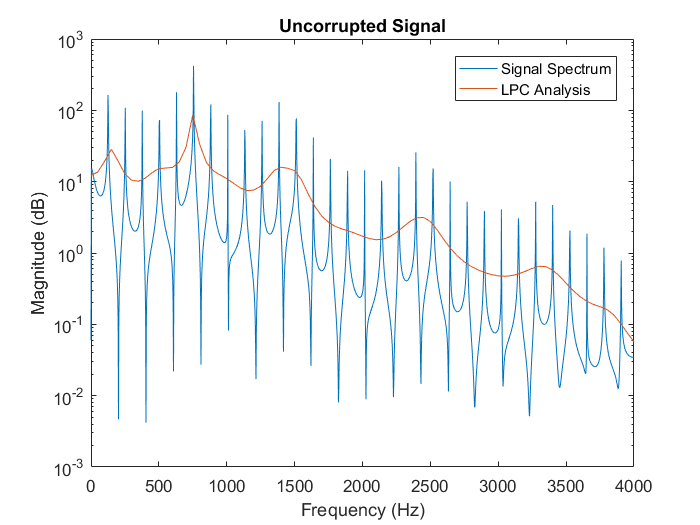 Uncorrupted Signal
Signal Spectrum
LPC Analysis
Magnitude (dB)
10^3
10^2
10^1
10^0
10^-1
10^-2
10^-3
0 500 1000 1500 2000 2500 3000 3500 4000
Frequency (Hz)